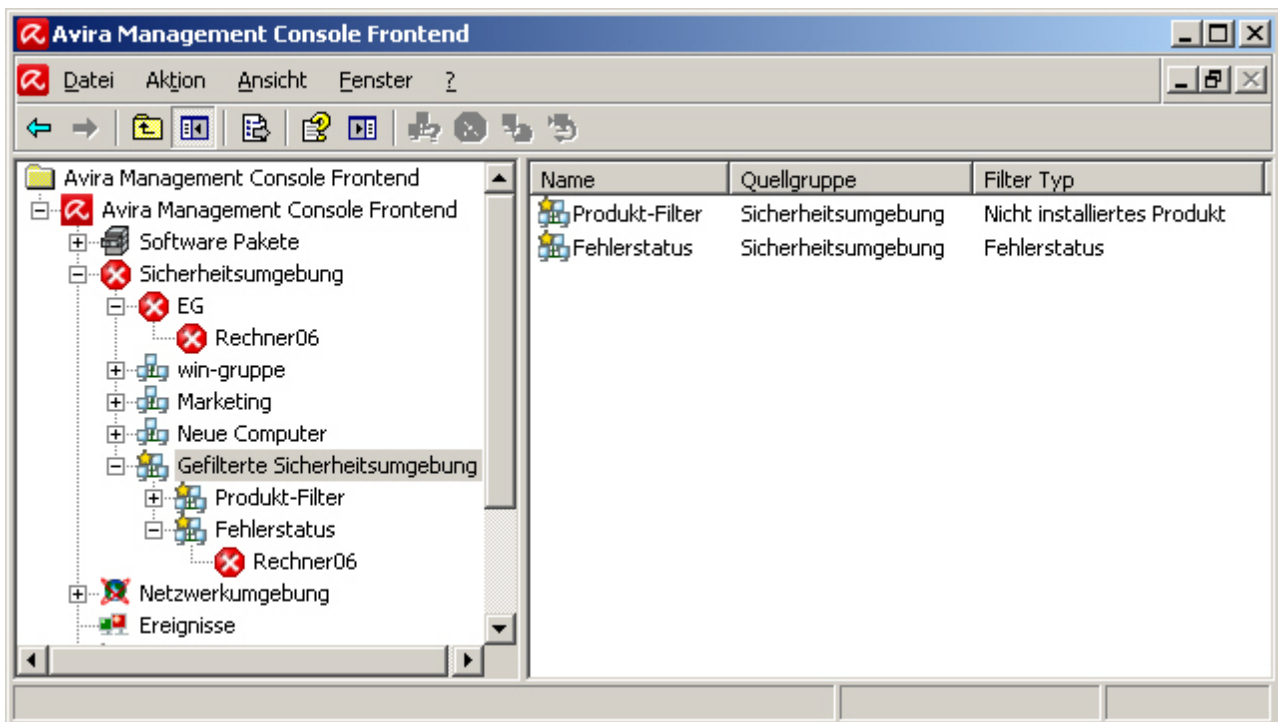 Avira Management Console Frontend
Datei Aktion Ansicht Fenster ?
Avira Management Console Frontend
Avira Management Console Frontend
Software Pakete
Sicherheitsumgebung
EG
Rechner06
win-gruppe
Marketing
Neue Computer
Gefilterte Sicherheitsumgebung
Produkt-Filter
Fehlerstatus
Rechner06
Netzwerkumgebung
Ereignisse
Name Quellgruppe Filter Typ
Produkt-Filter Sicherheitsumgebung Nicht installiertes Produkt
Fehlerstatus Sicherheitsumgebung Fehlerstatus